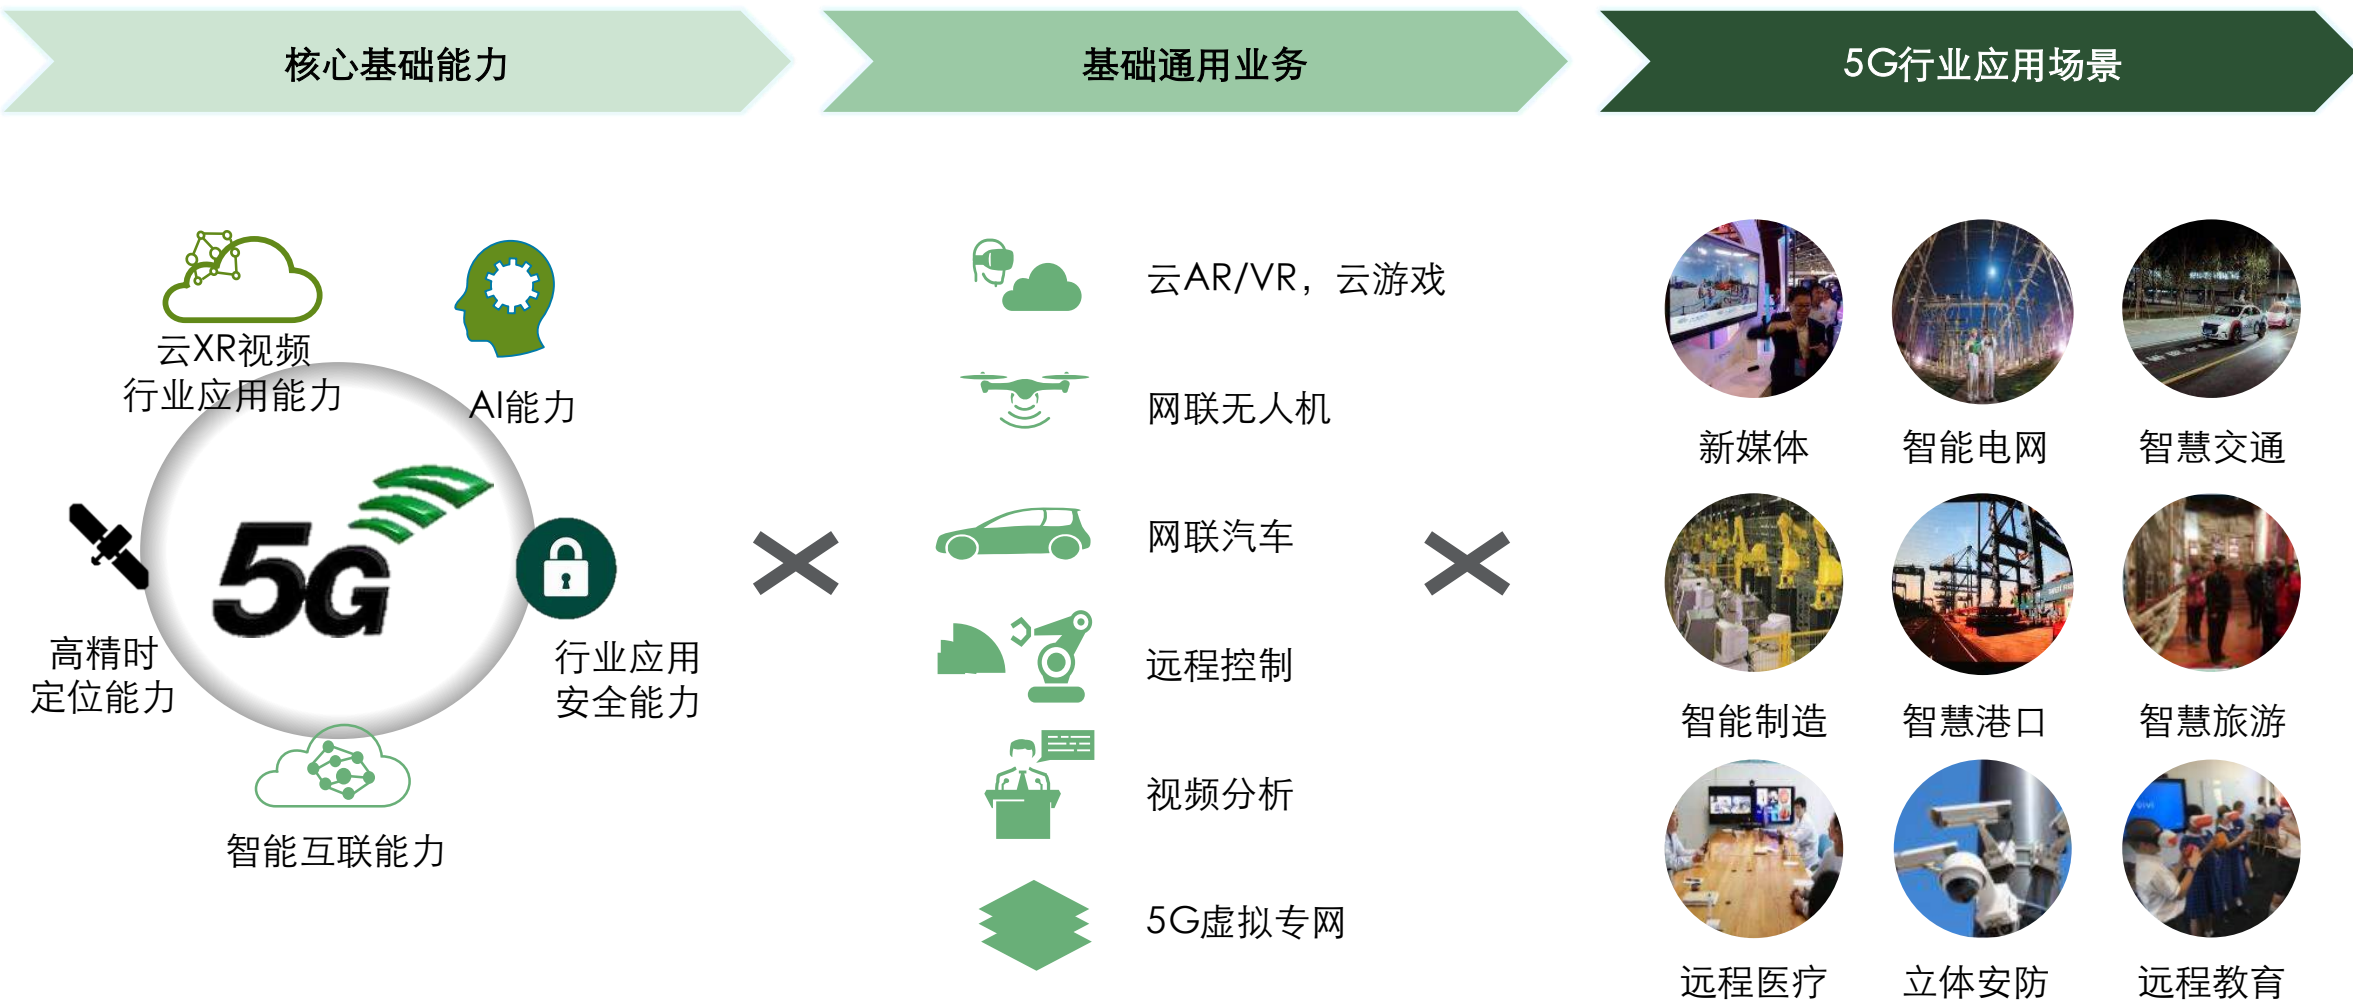 核心基础能力
基础通用业务
5G行业应用场景
云XR视频
行业应用能力
AI能力
5G
高精时
定位能力
行业应用
安全能力
智能互联能力
云AR/VR，云游戏
网联无人机
网联汽车
远程控制
视频分析
5G虚拟专网
新媒体
智能电网
智慧交通
智能制造
智慧港口
智慧旅游
远程医疗
立体安防
远程教育